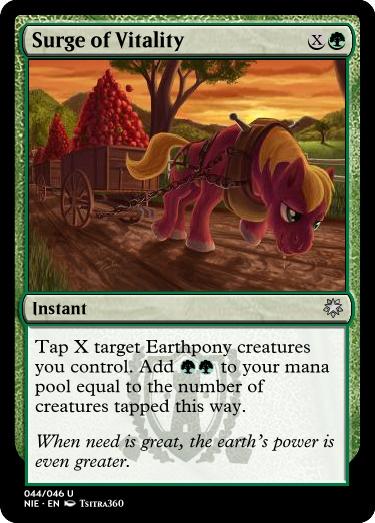 Surge of Vitality X
Instant
Tap X target Earthpony creatures
you control. Add to your mana
pool equal to the number of
creatures tapped this way.
When need is great, the earth's power is
even greater.
044/046 U
NIE • EN Tsitra360